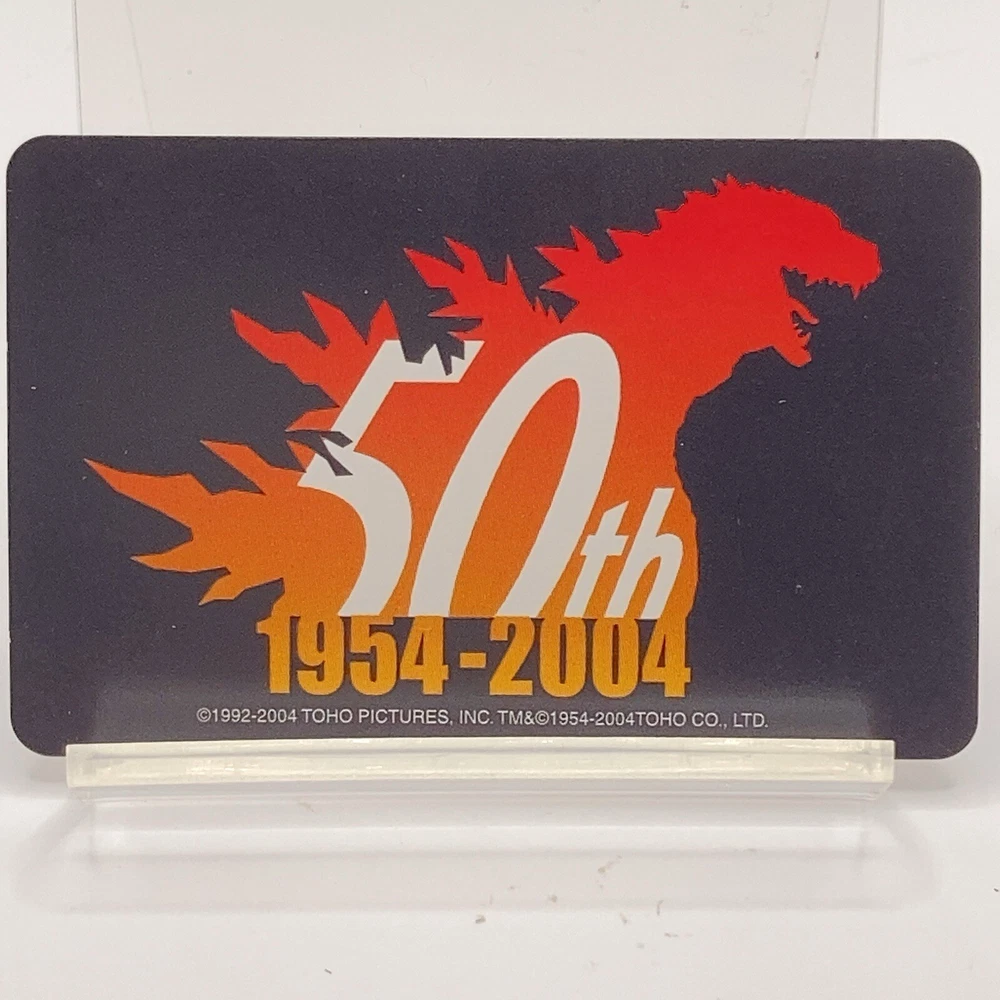 50th
1954-2004
©1992-2004 TOHO PICTURES, INC. TM&©1954-2004TOHO CO., LTD.